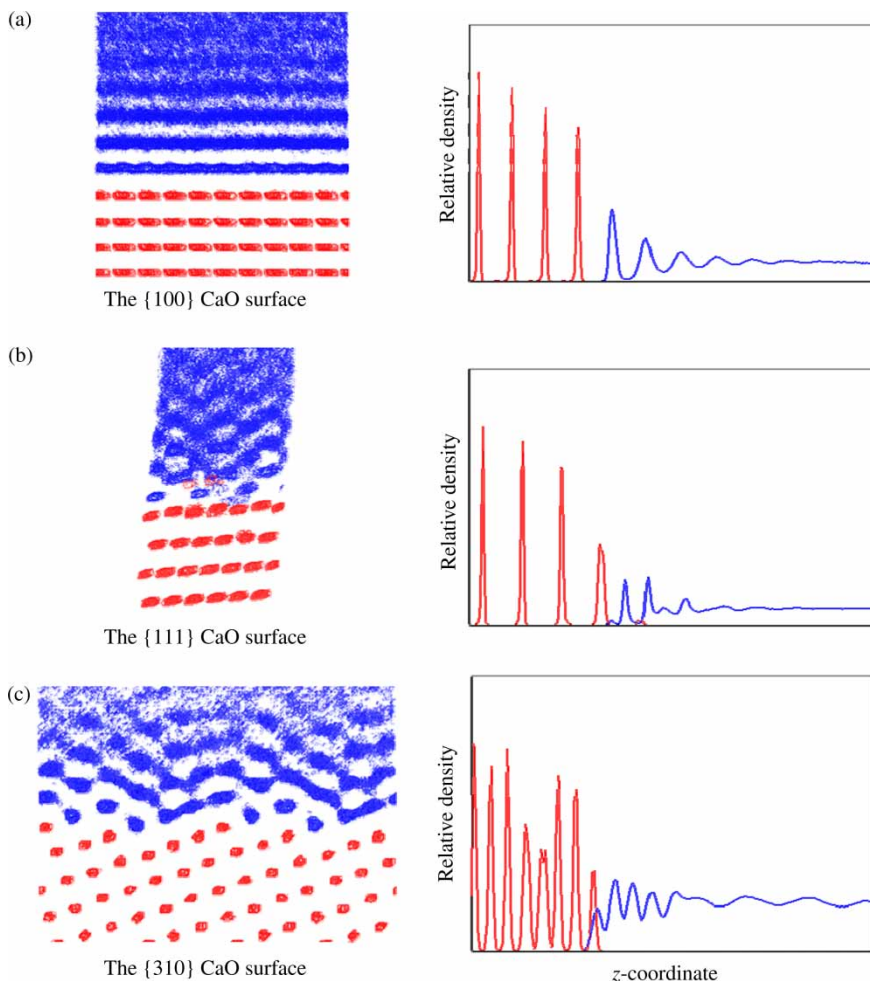 (a)
Relative density
The {100} CaO surface
(b)
Relative density
The {111} CaO surface
(c)
Relative density
The {310} CaO surface
z-coordinate